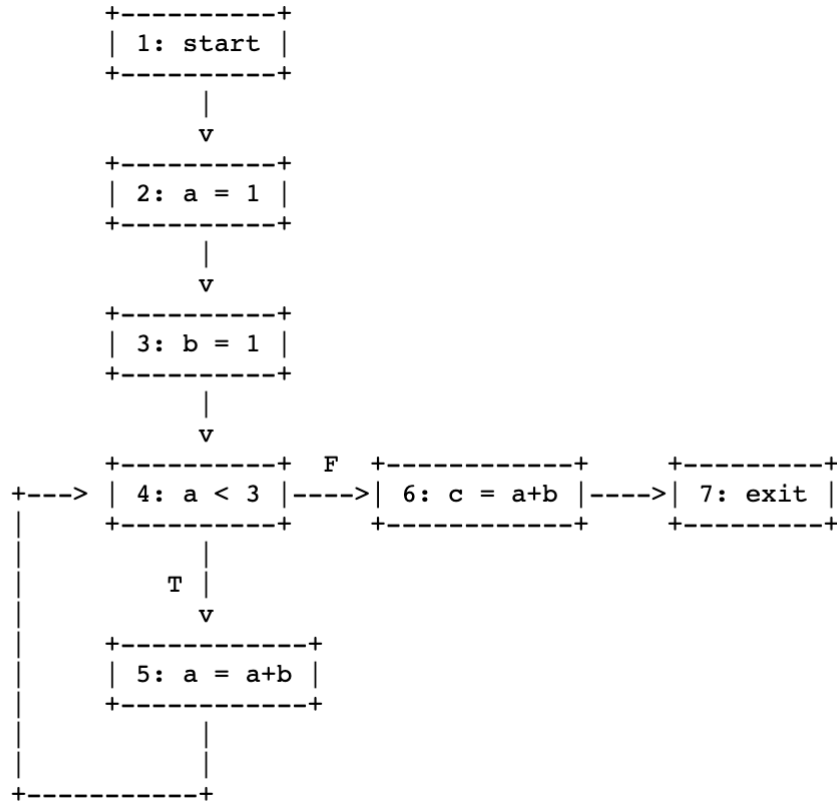 1: start
2: a = 1
3: b = 1
F
4: a < 3
6: c = a+b
7: exit
T
5: a = a+b